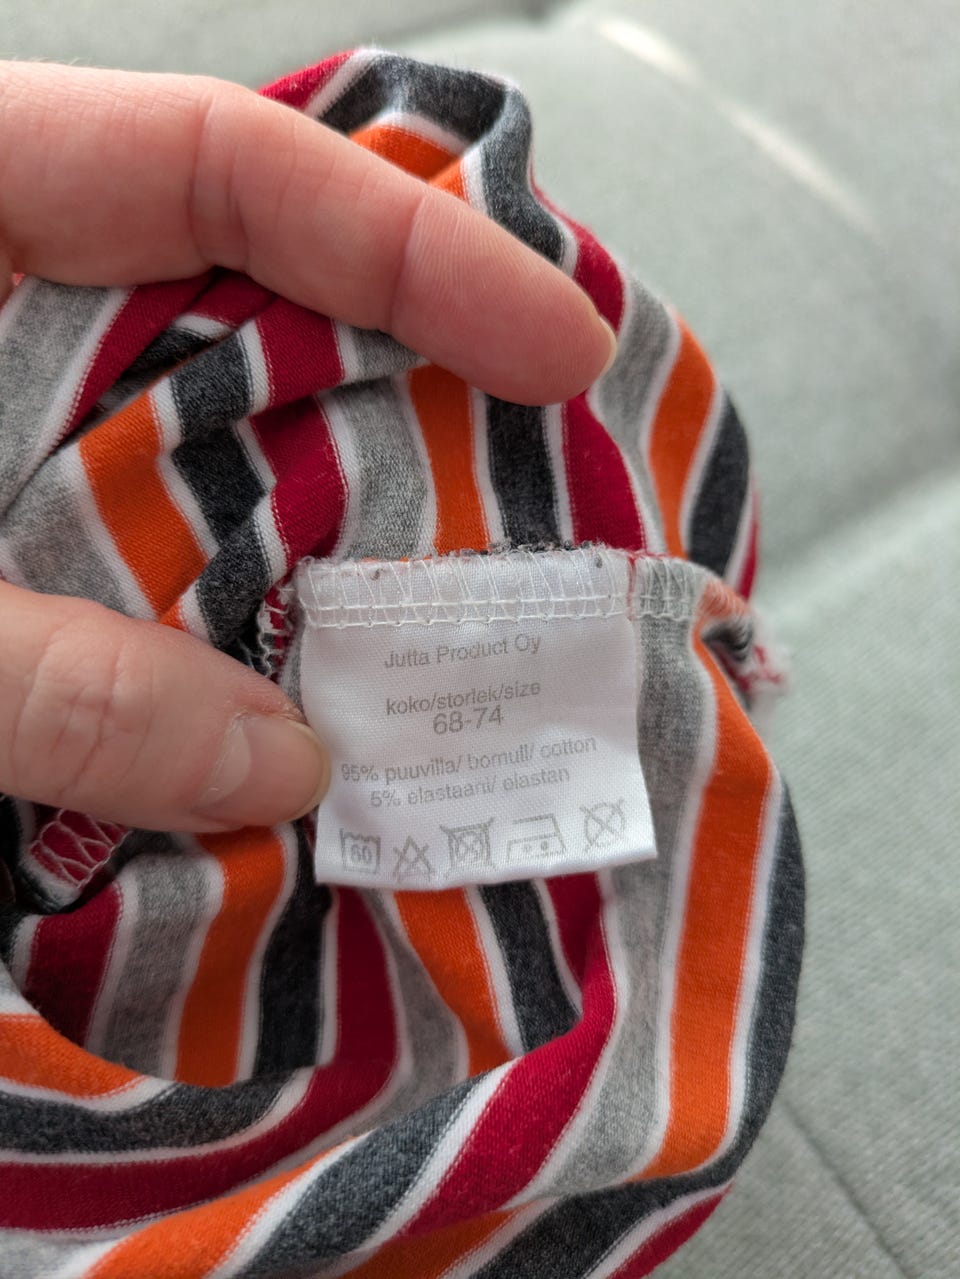 Jutta Product Oy
koko/storlek/size
68-74
95% puuvilla/ bomull/ cotton
5% elastaani/ elastan
60